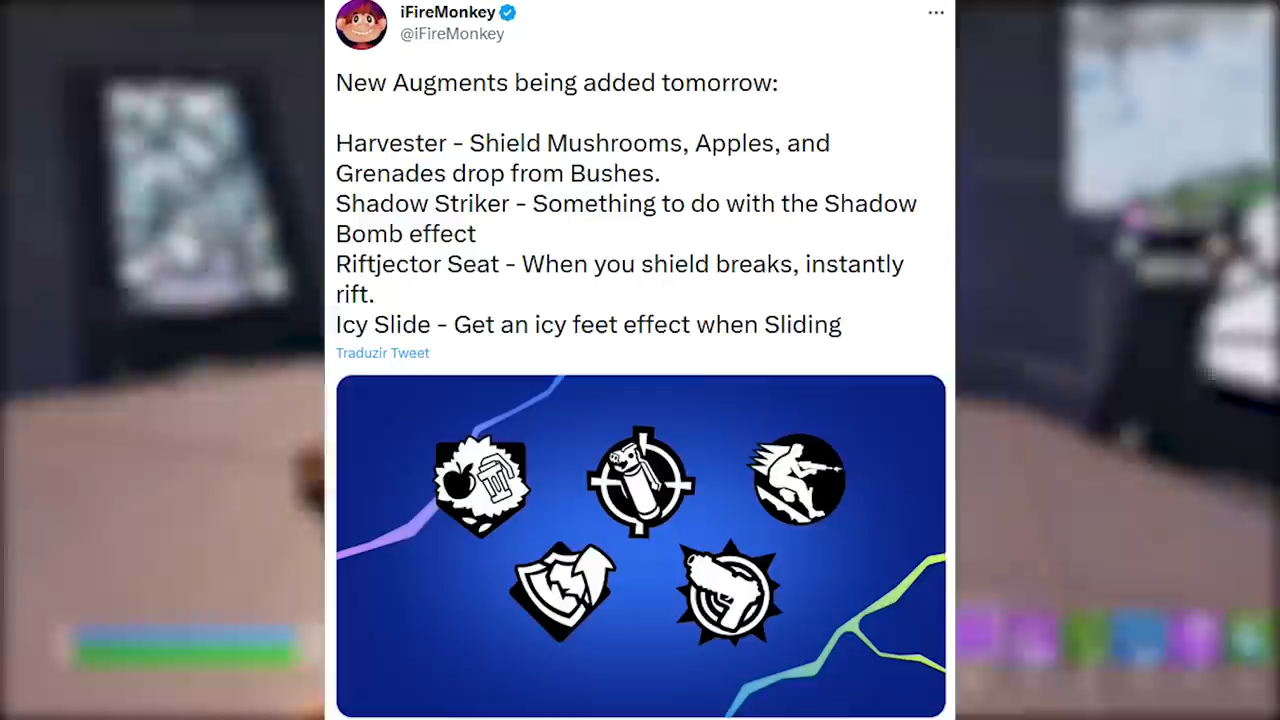 iFireMonkey
@iFireMonkey
New Augments being added tomorrow:
Harvester - Shield Mushrooms, Apples, and
Grenades drop from Bushes.
Shadow Striker - Something to do with the Shadow
Bomb effect
Riftjector Seat - When you shield breaks, instantly
rift.
Icy Slide - Get an icy feet effect when Sliding
Traduzir Tweet